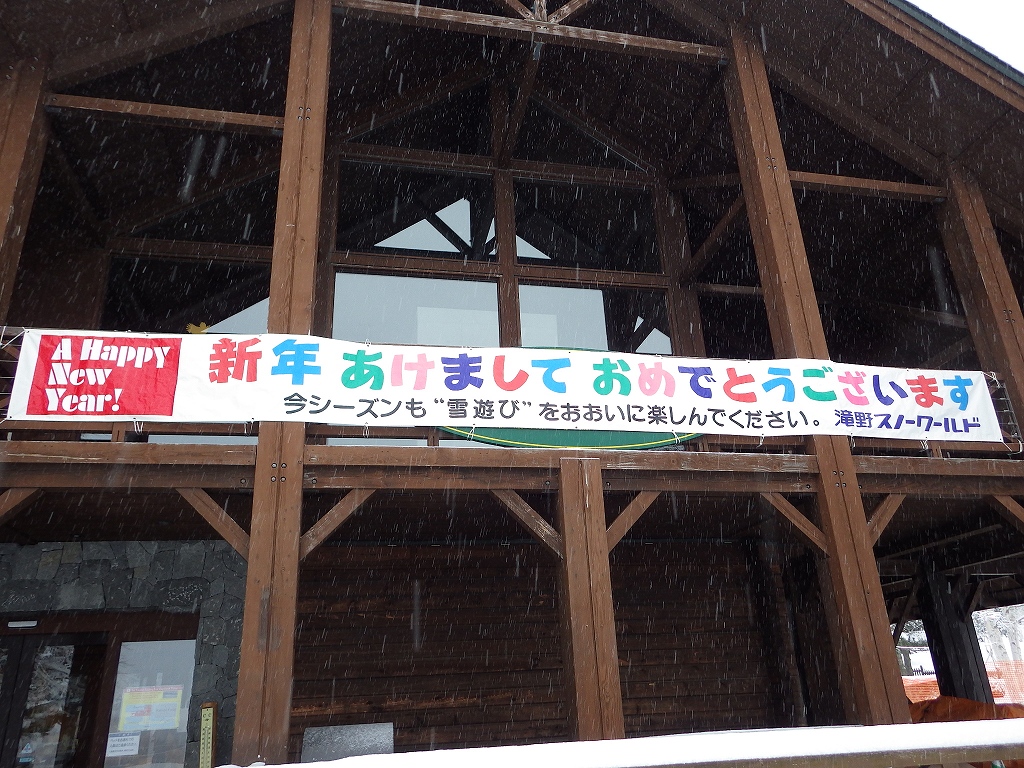 A Happy
New
Year!
新年 あけまして おめでとうございます
今シーズンも“雪遊び”をおおいに楽しんでください。滝野スノーワールド